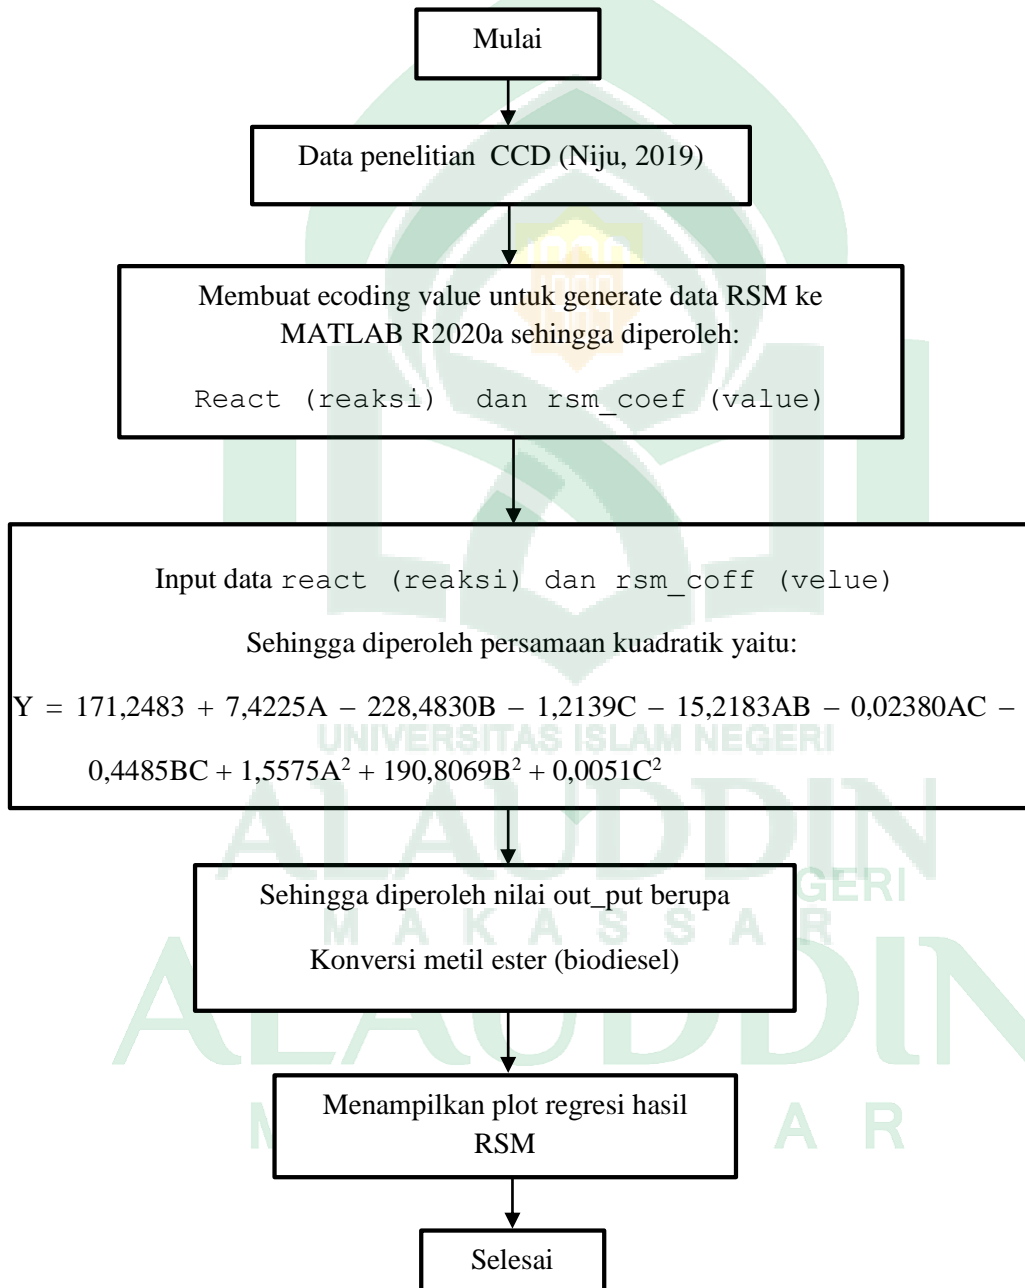 Mulai
Data penelitian CCD (Niju, 2019)
Membuat ecoding value untuk generate data RSM ke
MATLAB R2020a sehingga diperoleh:
React (reaksi) dan rsm_coef (value)
Input data react (reaksi) dan rsm_coff (velue)
Sehingga diperoleh persamaan kuadratik yaitu:
Y = 171,2483 + 7,4225A – 228,4830B – 1,2139C – 15,2183AB – 0,02380AC –
UNIVERSITAS ISLAM NEGERI
0,4485BC + 1,5575A² + 190,8069B² + 0,0051C²
ALAUDDIN
Sehingga diperoleh nilai out_put berupa
GERI
MAKASSAR
Konversi metil ester (biodiesel)
ALAUDDIN
Menampilkan plot regresi hasil
RSM
M A R
Selesai